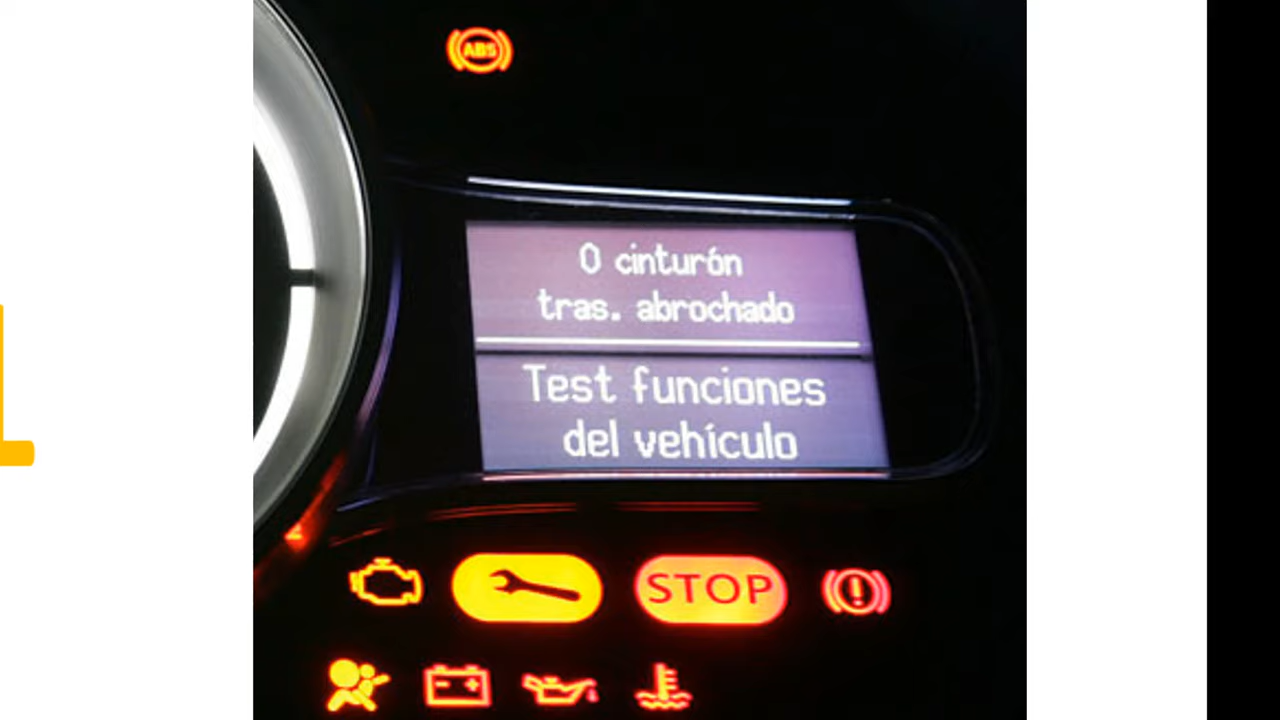 ABS
0 cinturón
tras. abrochado
Test funciones
del vehículo
STOP